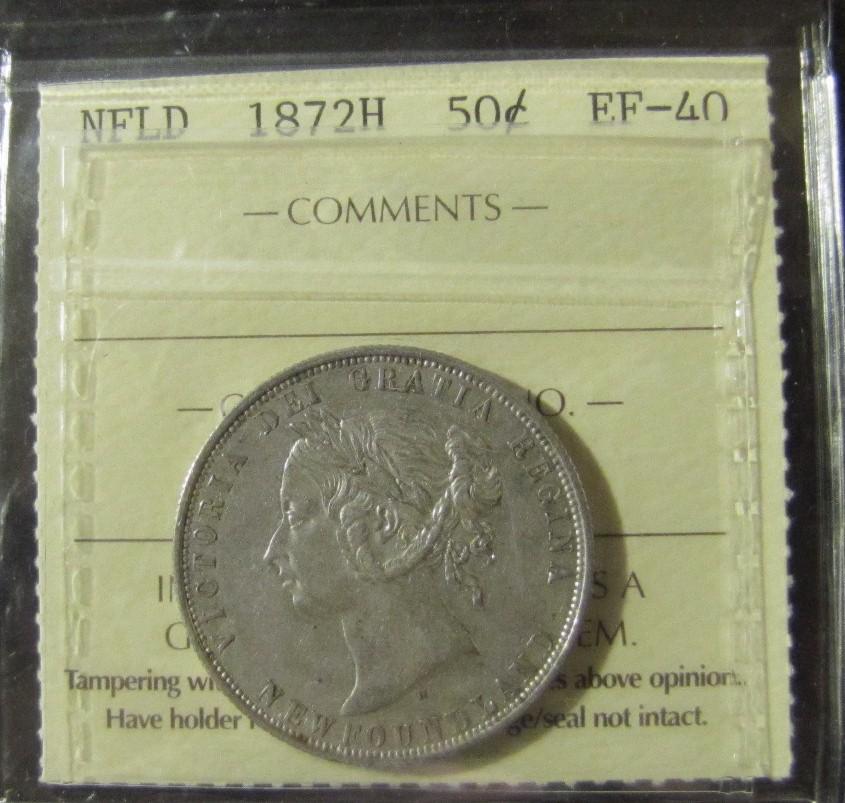 NFLD 1872H 50¢ EF-40
— COMMENTS —
VICTORIA DEI GRATIA REGINA
NEWFOUNDLAND
H
O. —
S A
EM.
Tampering above opinion.
Have holder seal not intact.